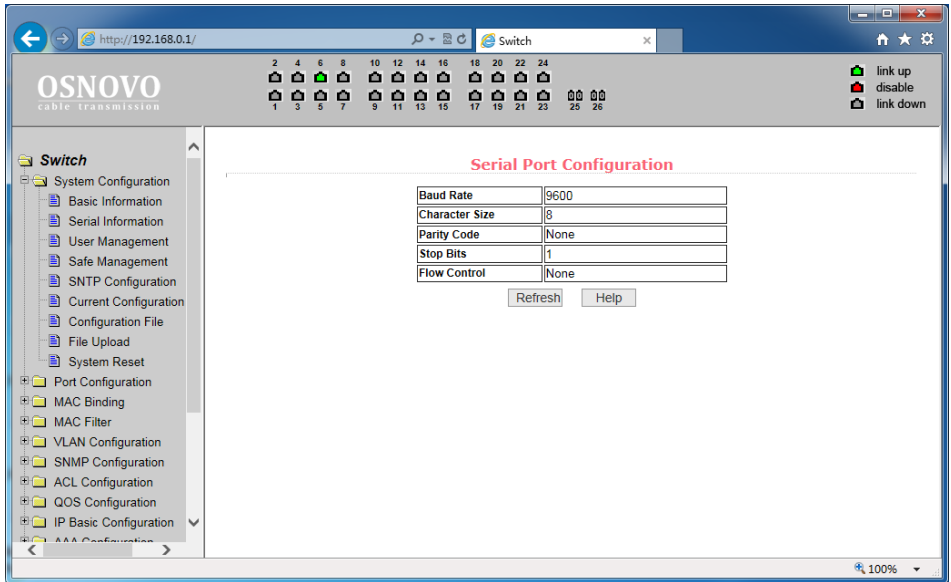 http://192.168.0.1/
Switch
OSNOVO
cable transmission
2 4 6 8 10 12 14 16 18 20 22 24
1 3 5 7 9 11 13 15 17 19 21 23 25 26
link up
disable
link down
Switch
System Configuration
Basic Information
Serial Information
User Management
Safe Management
SNTP Configuration
Current Configuration
Configuration File
File Upload
System Reset
Port Configuration
MAC Binding
MAC Filter
VLAN Configuration
SNMP Configuration
ACL Configuration
QOS Configuration
IP Basic Configuration
AAA Configuration
Serial Port Configuration
Baud Rate 9600
Character Size 8
Parity Code None
Stop Bits 1
Flow Control None
Refresh Help
100%